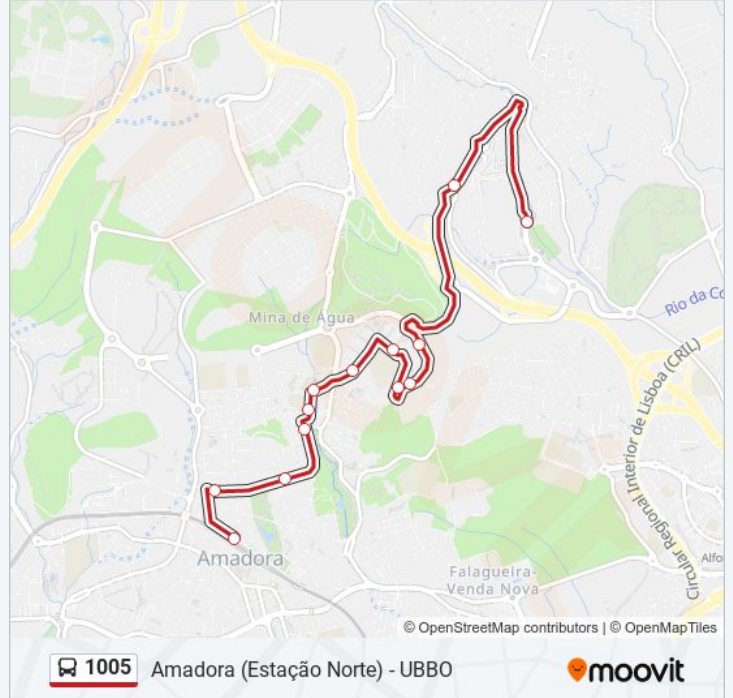 Mina de Água
Rio da Co
Circular Regional Interior de Lisboa (CRIL)
Amadora
Falagueira-
Venda Nova
Alfo
© OpenStreetMap contributors | © OpenMapTiles
1005 Amadora (Estação Norte) - UBBO moovit